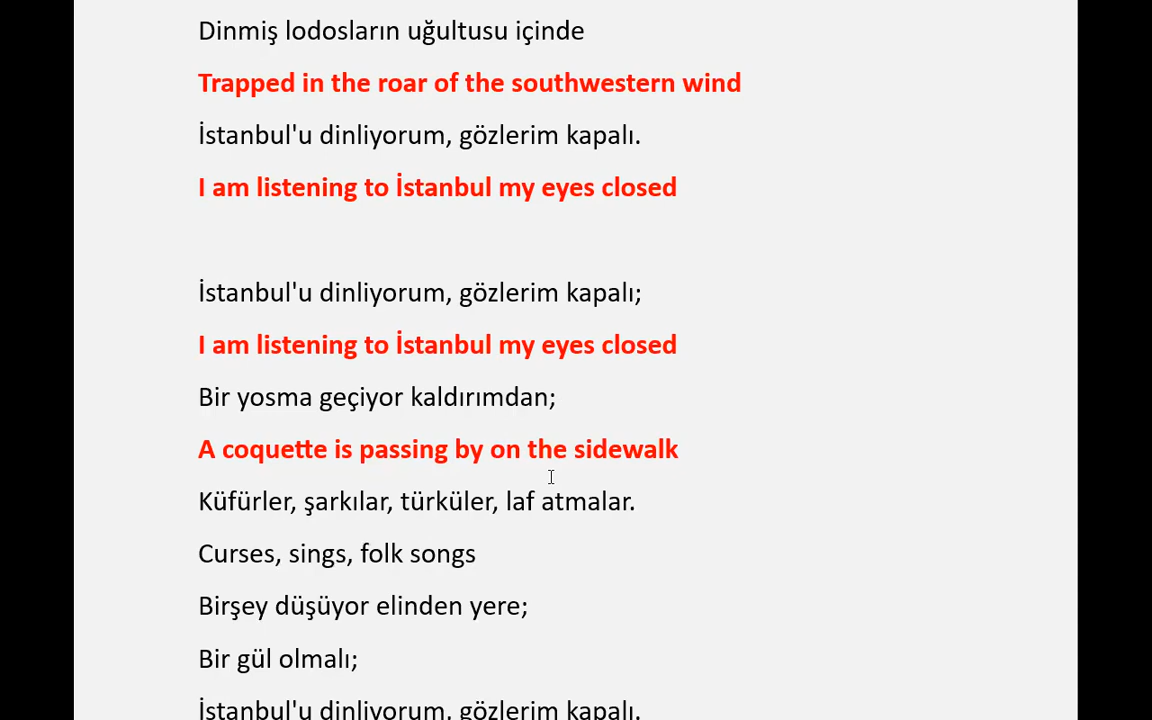 Dinmiş lodosların uğultusu içinde
Trapped in the roar of the southwestern wind
İstanbul'u dinliyorum, gözlerim kapalı.
I am listening to İstanbul my eyes closed
İstanbul'u dinliyorum, gözlerim kapalı;
I am listening to İstanbul my eyes closed
Bir yosma geçiyor kaldırımdan;
A coquette is passing by on the sidewalk
Küfürler, şarkılar, türküler, laf atmalar.
Curses, sings, folk songs
Birşey düşüyor elinden yere;
Bir gül olmalı;
İstanbul'u dinliyorum, gözlerim kapalı.